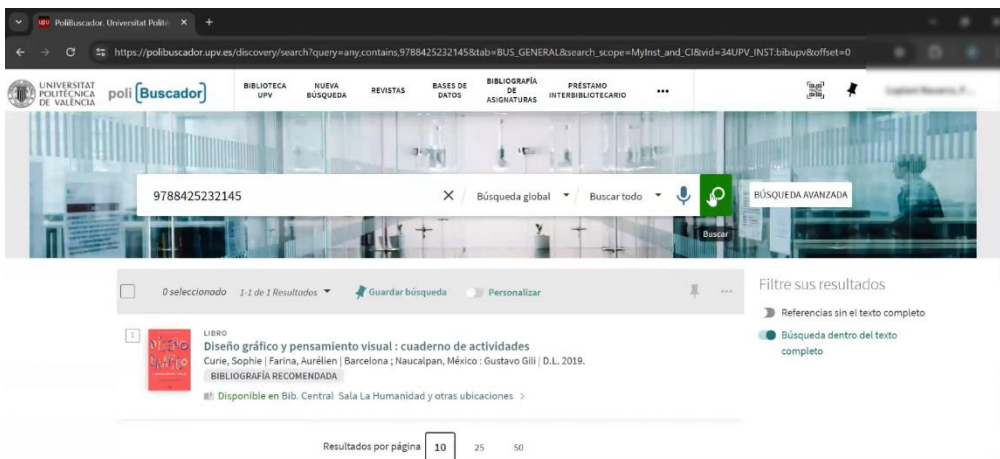 upv PoliBuscador. Universitat Politè
https://polibuscador.upv.es/discovery/search?query=any,contains,9788425232145&tab=BUS_GENERAL&search_scope=MyInst_and_CI&vid=34UPV_INST:bibupv&offset=0
UNIVERSITAT
POLITÈCNICA
DE VALÈNCIA
poli [Buscador]
BIBLIOTECA
UPV
NUEVA
BÚSQUEDA
REVISTAS
BASES DE
DATOS
BIBLIOGRAFÍA
DE
ASIGNATURAS
PRÉSTAMO
INTERBIBLIOTECARIO
9788425232145
Búsqueda global
Buscar todo
BÚSQUEDA AVANZADA
Buscar
0 seleccionado 1-1 de 1 Resultados
Guardar búsqueda
Personalizar
Filtre sus resultados
Referencias sin el texto completo
Búsqueda dentro del texto
completo
1
DISEÑO
GRÁFICO
LIBRO
Diseño gráfico y pensamiento visual : cuaderno de actividades
Curie, Sophie | Farina, Aurélien | Barcelona ; Naucalpan, México : Gustavo Gili | D.L. 2019.
BIBLIOGRAFÍA RECOMENDADA
Disponible en Bib. Central Sala La Humanidad y otras ubicaciones >
Resultados por página 10 25 50